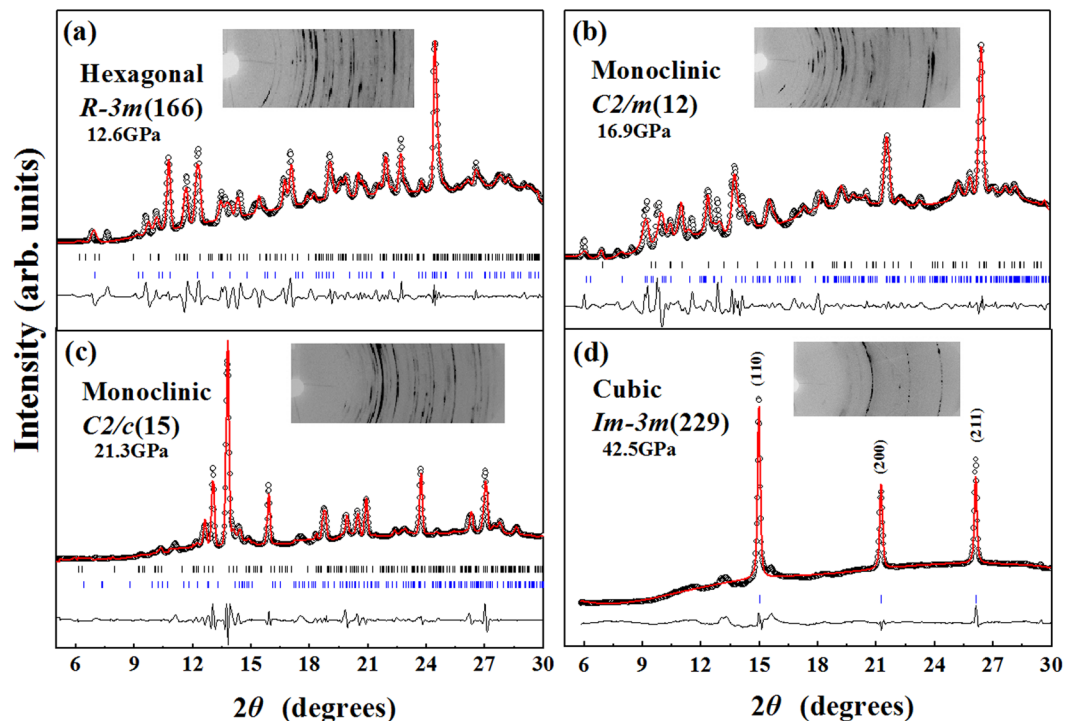 (a)
Hexagonal
R-3m(166)
12.6GPa
(b)
Monoclinic
C2/m(12)
16.9GPa
(c)
Monoclinic
C2/c(15)
21.3GPa
(d)
Cubic
Im-3m(229)
42.5GPa
(110)
(200)
(211)
Intensity (arb. units)
6 9 12 15 18 21 24 27 30
6 9 12 15 18 21 24 27 30
2θ (degrees)
2θ (degrees)